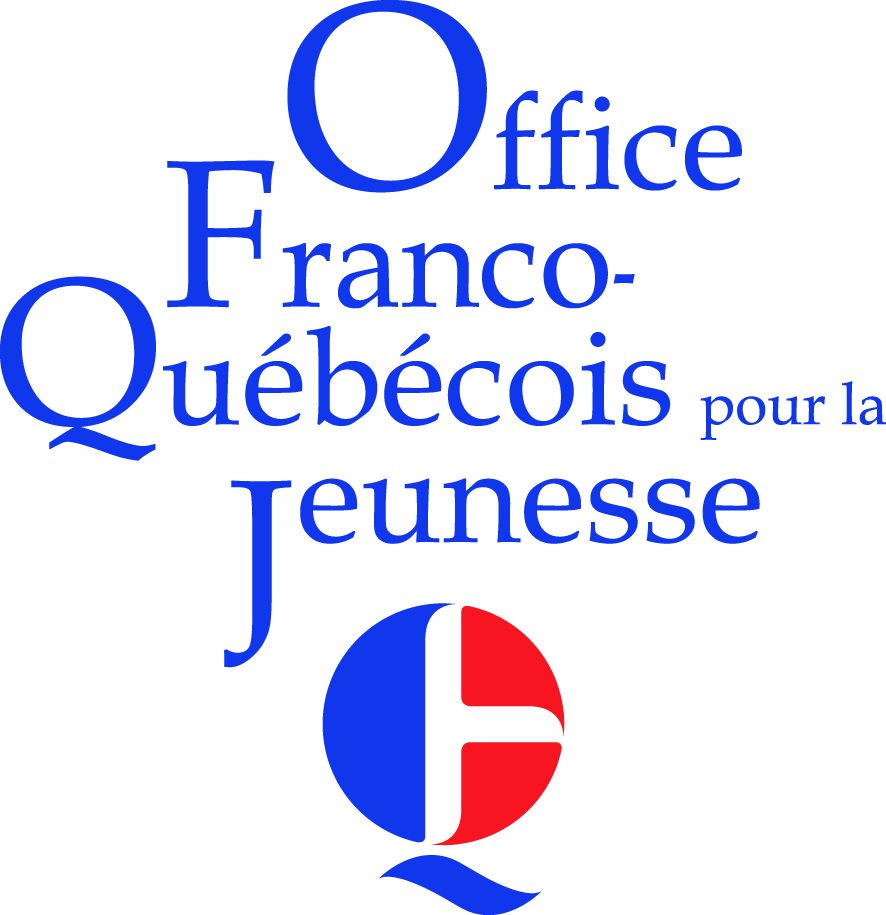 Office
Franco-
Québécois pour la
Jeunesse